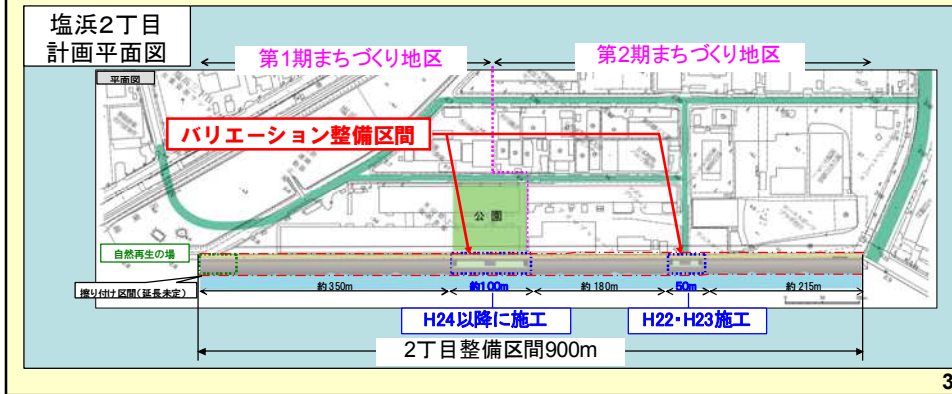 塩浜2丁目
計画平面図
第1期まちづくり地区
第2期まちづくり地区
平面図
バリエーション整備区間
公園
自然再生の場
擦り付け区間(延長未定)
約350m
約100m
約180m
50m
約215m
H24以降に施工
H22・H23施工
2丁目整備区間900m
3